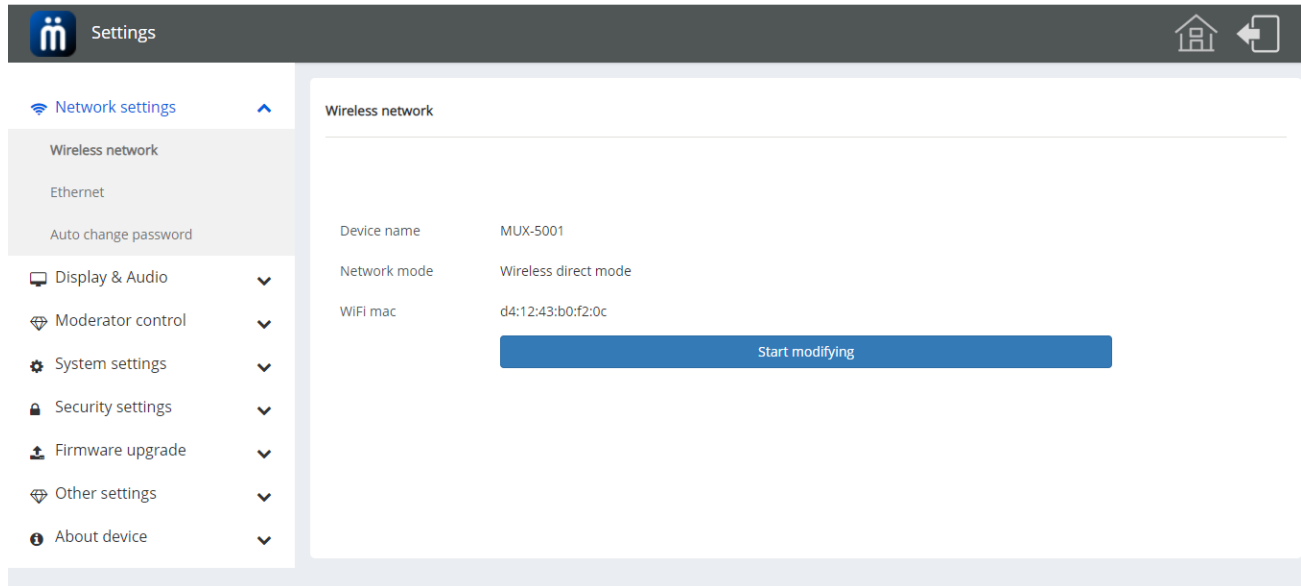 Settings
Network settings
Wireless network
Ethernet
Auto change password
Display & Audio
Moderator control
System settings
Security settings
Firmware upgrade
Other settings
About device
Wireless network
Device name MUX-5001
Network mode Wireless direct mode
WiFi mac d4:12:43:b0:f2:0c
Start modifying